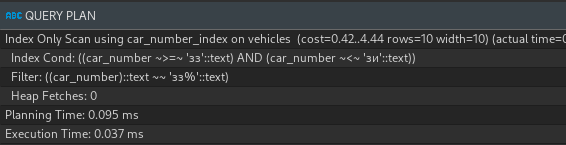 ABC QUERY PLAN
Index Only Scan using car_number_index on vehicles (cost=0.42..4.44 rows=10 width=10) (actual time=0
Index Cond: ((car_number ~>=~ 'зз'::text) AND (car_number ~<~ 'зи'::text))
Filter: ((car_number)::text ~~ 'зз%'::text)
Heap Fetches: 0
Planning Time: 0.095 ms
Execution Time: 0.037 ms